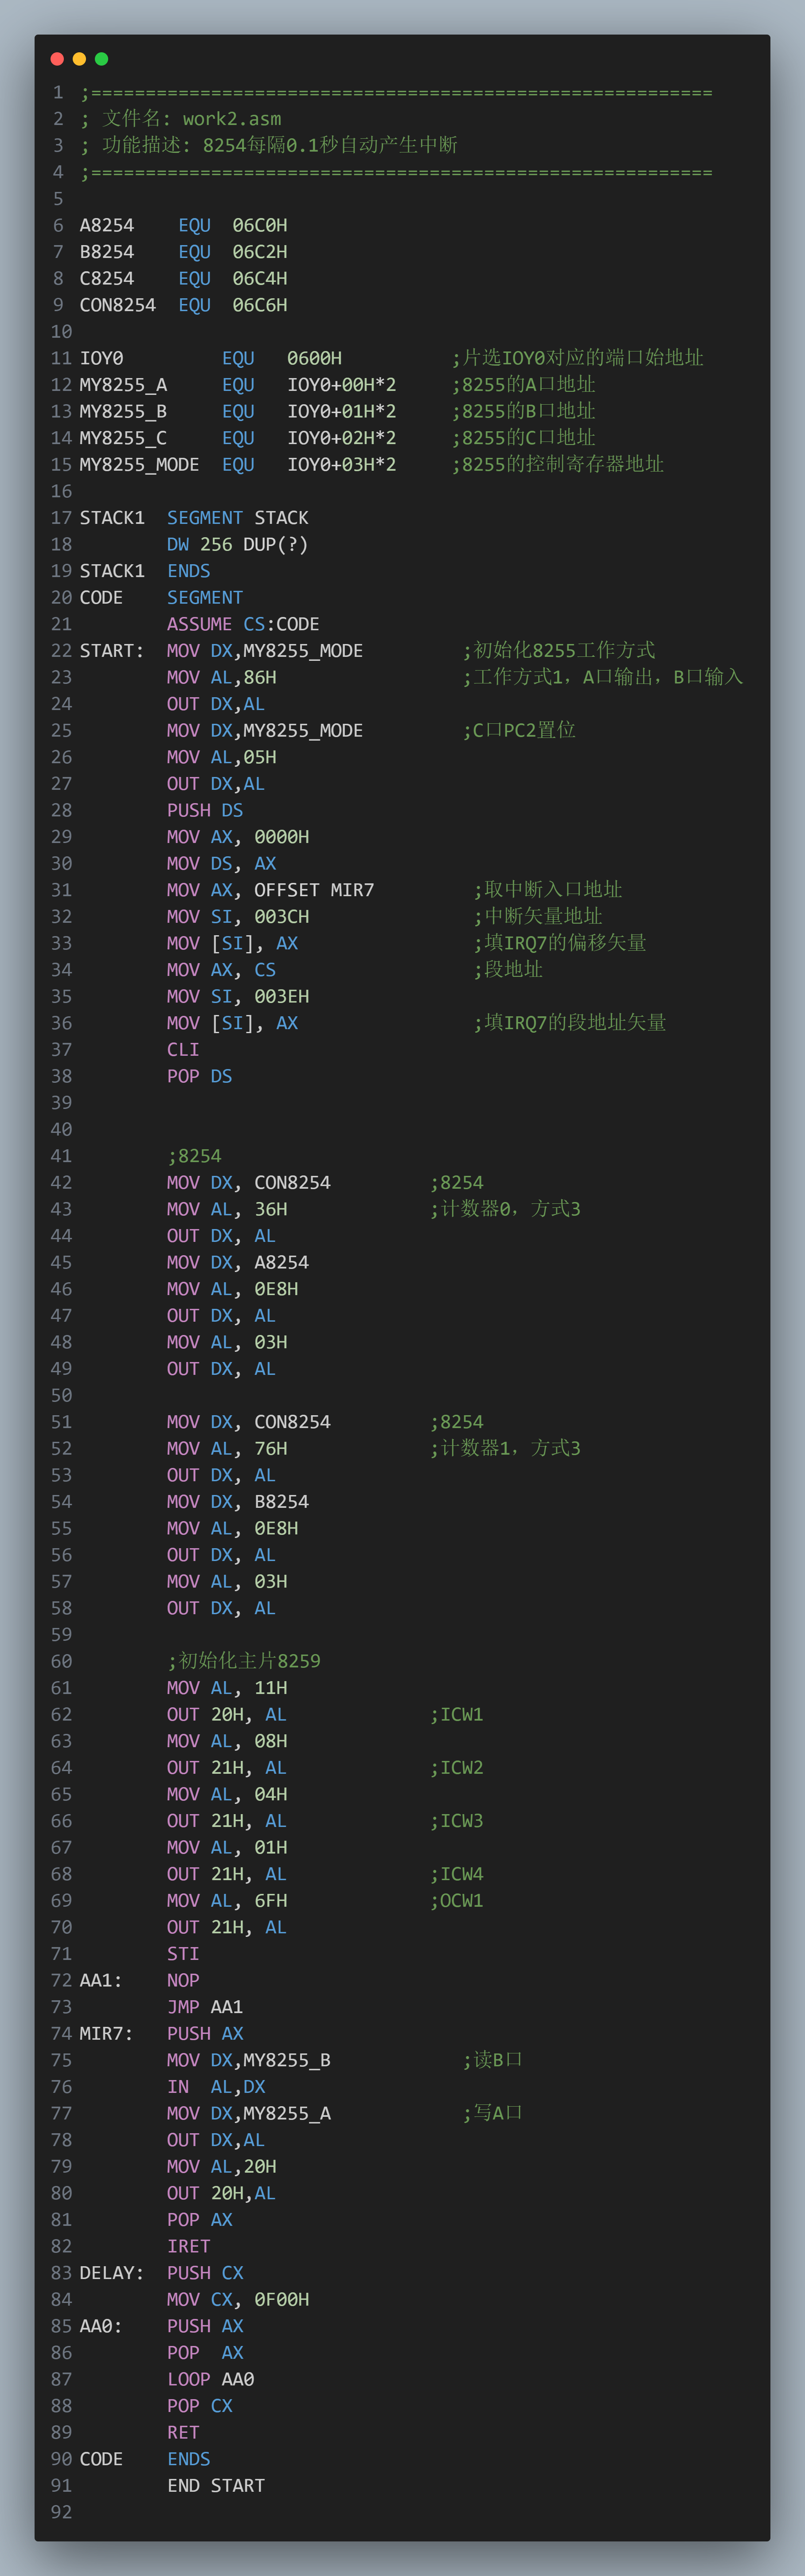 1 ;=========================================================
2 ; 文件名: work2.asm
3 ; 功能描述: 8254每隔0.1秒自动产生中断
4 ;=========================================================
5
6 A8254    EQU  06C0H
7 B8254    EQU  06C2H
8 C8254    EQU  06C4H
9 CON8254  EQU  06C6H
10
11 IOY0         EQU   0600H          ;片选IOY0对应的端口始地址
12 MY8255_A     EQU   IOY0+00H*2     ;8255的A口地址
13 MY8255_B     EQU   IOY0+01H*2     ;8255的B口地址
14 MY8255_C     EQU   IOY0+02H*2     ;8255的C口地址
15 MY8255_MODE  EQU   IOY0+03H*2     ;8255的控制寄存器地址
16
17 STACK1  SEGMENT STACK
18         DW 256 DUP(?)
19 STACK1  ENDS
20 CODE    SEGMENT
21         ASSUME CS:CODE
22 START:  MOV DX,MY8255_MODE         ;初始化8255工作方式
23         MOV AL,86H                 ;工作方式1，A口输出，B口输入
24         OUT DX,AL
25         MOV DX,MY8255_MODE         ;C口PC2置位
26         MOV AL,05H
27         OUT DX,AL
28         PUSH DS
29         MOV AX, 0000H
30         MOV DS, AX
31         MOV AX, OFFSET MIR7         ;取中断入口地址
32         MOV SI, 003CH               ;中断矢量地址
33         MOV [SI], AX                ;填IRQ7的偏移矢量
34         MOV AX, CS                  ;段地址
35         MOV SI, 003EH
36         MOV [SI], AX                ;填IRQ7的段地址矢量
37         CLI
38         POP DS
39
40
41         ;8254
42         MOV DX, CON8254         ;8254
43         MOV AL, 36H             ;计数器0，方式3
44         OUT DX, AL
45         MOV DX, A8254
46         MOV AL, 0E8H
47         OUT DX, AL
48         MOV AL, 03H
49         OUT DX, AL
50
51         MOV DX, CON8254         ;8254
52         MOV AL, 76H             ;计数器1，方式3
53         OUT DX, AL
54         MOV DX, B8254
55         MOV AL, 0E8H
56         OUT DX, AL
57         MOV AL, 03H
58         OUT DX, AL
59
60         ;初始化主片8259
61         MOV AL, 11H
62         OUT 20H, AL             ;ICW1
63         MOV AL, 08H
64         OUT 21H, AL             ;ICW2
65         MOV AL, 04H
66         OUT 21H, AL             ;ICW3
67         MOV AL, 01H
68         OUT 21H, AL             ;ICW4
69         MOV AL, 6FH             ;OCW1
70         OUT 21H, AL
71         STI
72 AA1:    NOP
73         JMP AA1
74 MIR7:   PUSH AX
75         MOV DX,MY8255_B            ;读B口
76         IN  AL,DX
77         MOV DX,MY8255_A            ;写A口
78         OUT DX,AL
79         MOV AL,20H
80         OUT 20H,AL
81         POP AX
82         IRET
83 DELAY:  PUSH CX
84         MOV CX, 0F00H
85 AA0:    PUSH AX
86         POP  AX
87         LOOP AA0
88         POP CX
89         RET
90 CODE    ENDS
91         END START
92